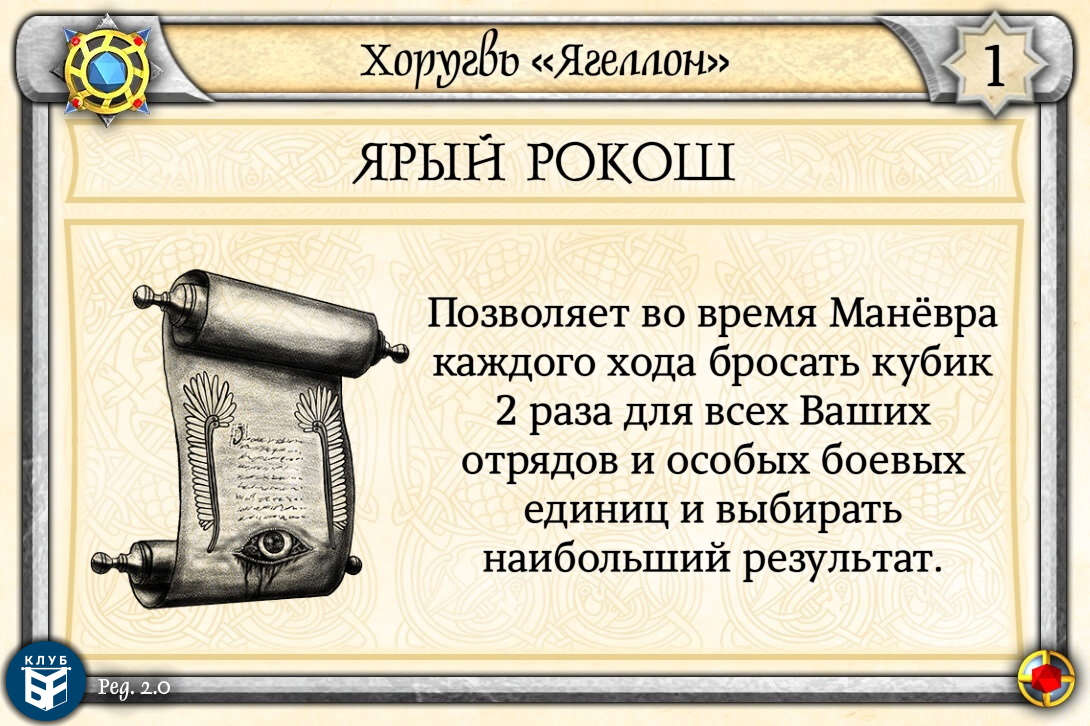 Хоругвь «Ягеллон»
1
ЯРЫЙ РОКОШ
Позволяет во время Манёвра
каждого хода бросать кубик
2 раза для всех Ваших
отрядов и особых боевых
единиц и выбирать
наибольший результат.
КЛУБ
Ред. 2.0